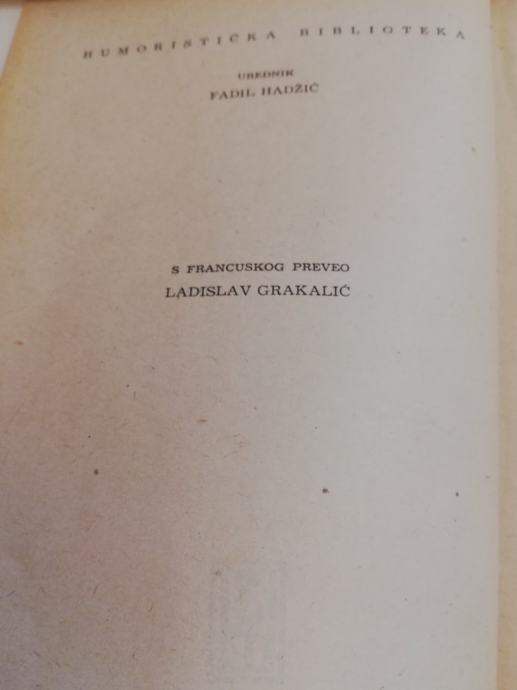 HUMORISTIČKA BIBLIOTEKA
UREDNIK
FADIL HADŽIĆ
S FRANCUSKOG PREVEO
LADISLAV GRAKALIĆ